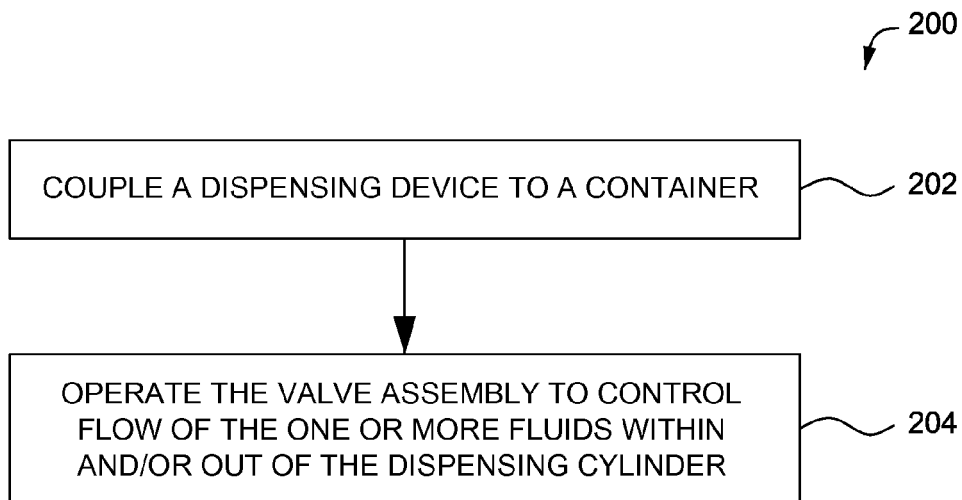 200
COUPLE A DISPENSING DEVICE TO A CONTAINER
202
OPERATE THE VALVE ASSEMBLY TO CONTROL
FLOW OF THE ONE OR MORE FLUIDS WITHIN
AND/OR OUT OF THE DISPENSING CYLINDER
204